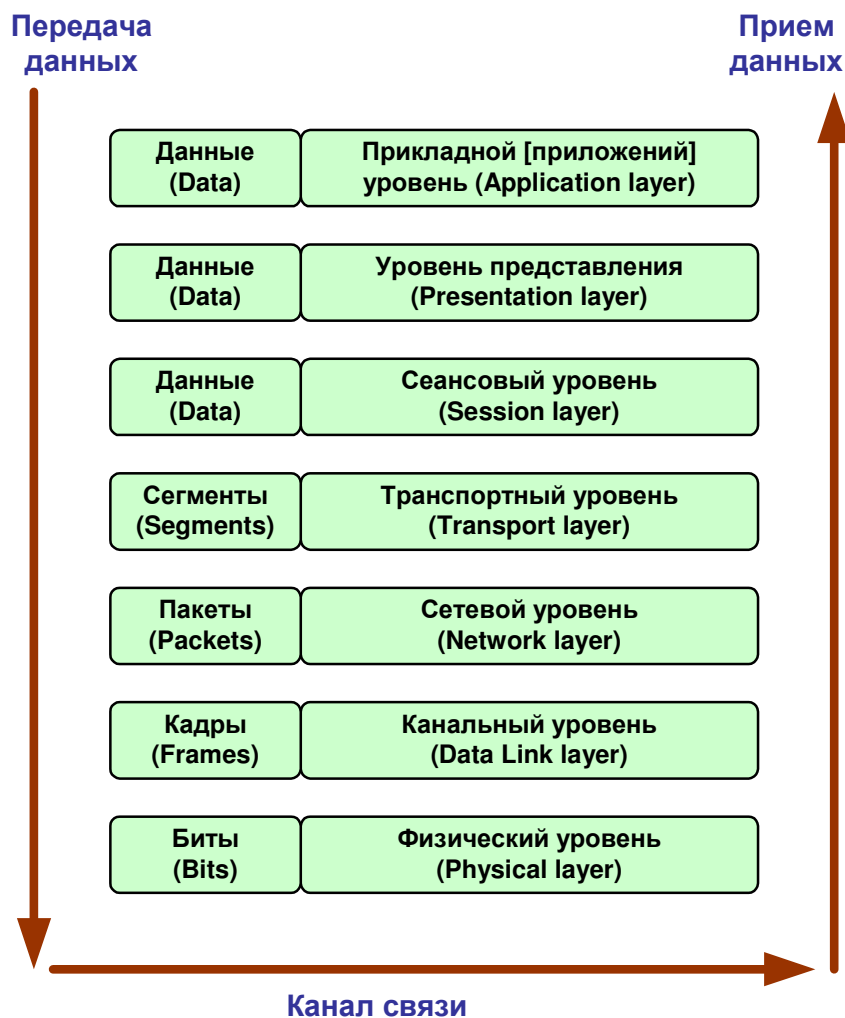 Передача
данных
Прием
данных
Данные
(Data)
Прикладной [приложений]
уровень (Application layer)
Данные
(Data)
Уровень представления
(Presentation layer)
Данные
(Data)
Сеансовый уровень
(Session layer)
Сегменты
(Segments)
Транспортный уровень
(Transport layer)
Пакеты
(Packets)
Сетевой уровень
(Network layer)
Кадры
(Frames)
Канальный уровень
(Data Link layer)
Биты
(Bits)
Физический уровень
(Physical layer)
Канал связи